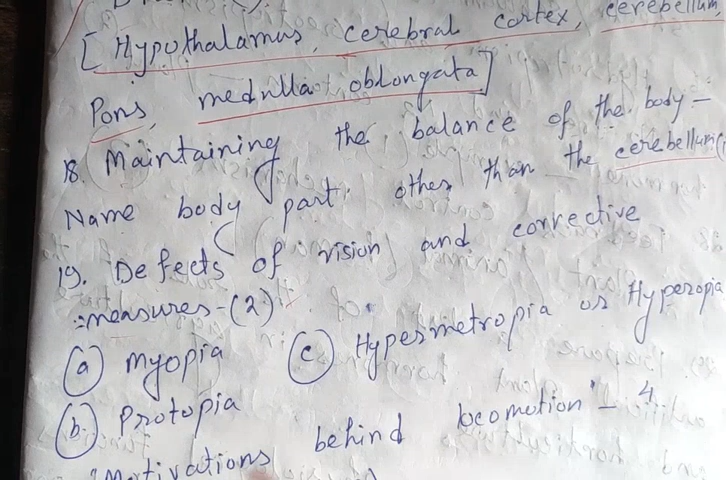 [ Hypothalamus, cerebral cortex, cerebellum,
Pons, medulla oblongata]
18. Maintaining the balance of the body –
Name body part other than the cerebellum (
19. Defects of vision and corrective
measures - (2)
(a) myopia (c) Hypermetropia or Hyperopia
(b) Protopia
"Motivations behind locomotion" – 4